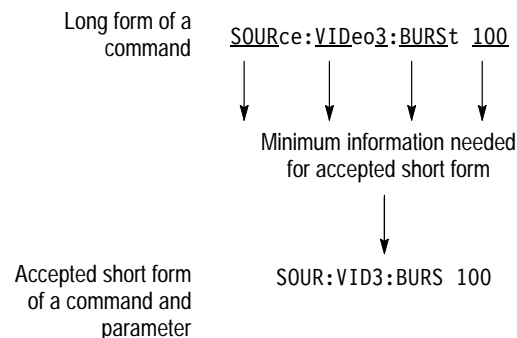 Long form of a
command
SOURce:VIDeo3:BURSt 100
Minimum information needed
for accepted short form
Accepted short form
of a command and
parameter
SOUR:VID3:BURS 100